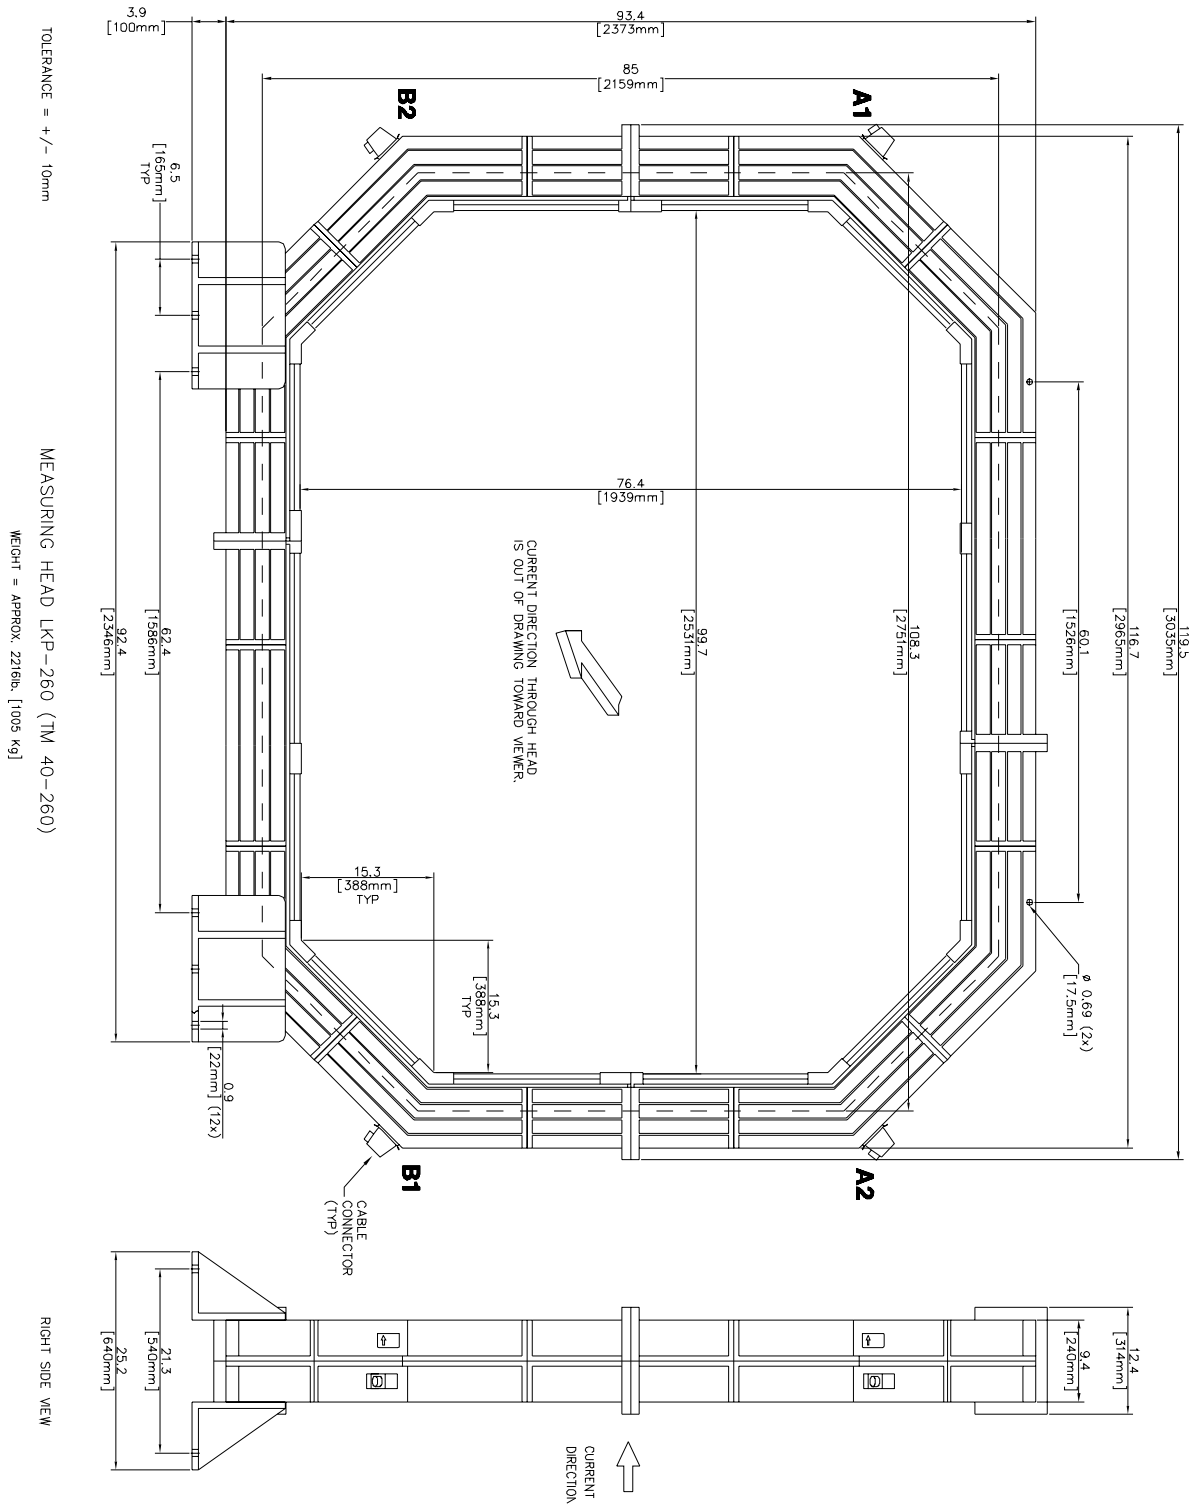 119.5
[3035mm]
116.7
[2965mm]
60.1
[1526mm]
108.3
[2751mm]
99.7
[2531mm]
93.4
[2373mm]
85
[2159mm]
3.9
[100mm]
76.4
[1939mm]
A1
A2
B2
B1
ø 0.69 (2x)
[17.5mm]
CURRENT DIRECTION THROUGH HEAD
IS OUT OF DRAWING TOWARD VIEWER.
15.3
[388mm]
TYP
15.3
[388mm]
TYP
CABLE
CONNECTOR
(TYP)
6.5
[165mm]
TYP
0.9
[22mm] (12x)
62.4
[1586mm]
92.4
[2346mm]
12.4
[314mm]
9.4
[240mm]
CURRENT
DIRECTION
21.3
[540mm]
25.2
[640mm]
TOLERANCE = +/- 10mm
MEASURING HEAD LKP-260 (TM 40-260)
WEIGHT = APPROX. 2216lb. [1005 Kg]
RIGHT SIDE VIEW